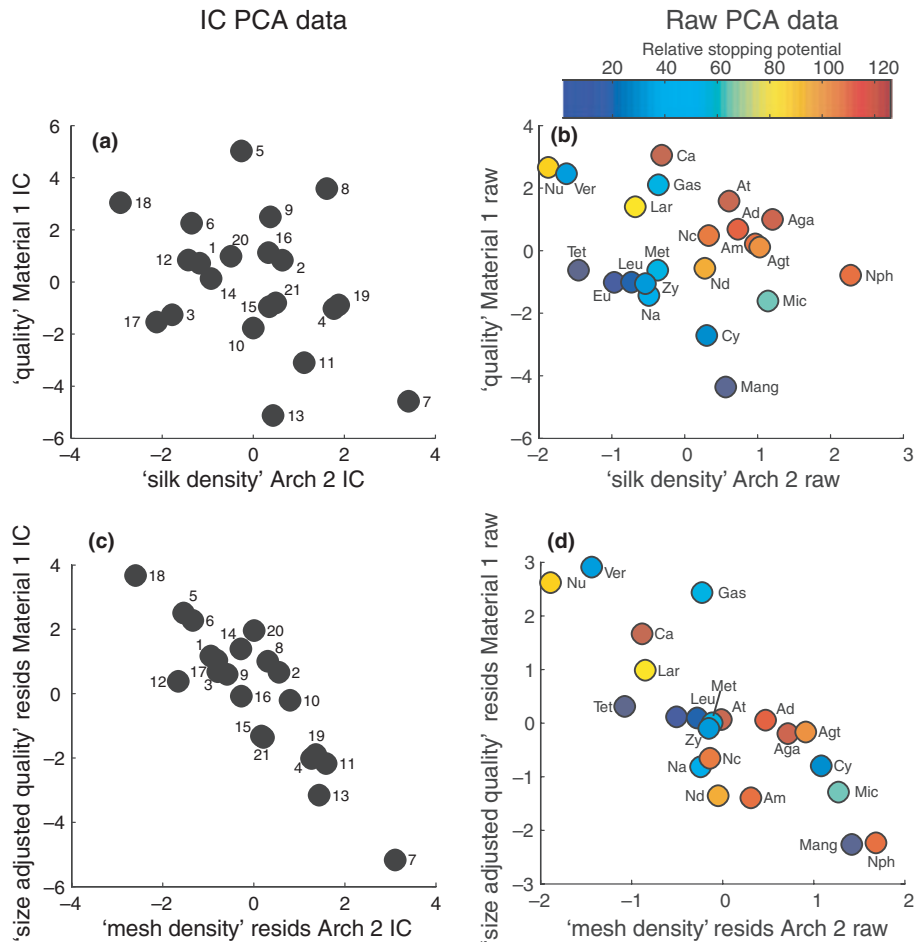 IC PCA data
Raw PCA data
Relative stopping potential
20 40 60 80 100 120
(a)
6
4
2
0
−2
−4
−6
−4 −2 0 2 4
'quality' Material 1 IC
'silk density' Arch 2 IC
5
18
8
6
9
12
1
20
16
2
14
17
3
15
21
4
19
10
11
13
7
(b)
4
2
0
−2
−4
−6
−2 −1 0 1 2 3
'quality' Material 1 raw
'silk density' Arch 2 raw
Nu
Ver
Ca
Gas
Lar
At
Ad
Aga
Nc
Am
Agt
Tet
Leu
Met
Eu
Zy
Na
Nd
Nph
Mic
Cy
Mang
(c)
4
2
0
−2
−4
−6
−4 −2 0 2 4
'size adjusted quality' resids Material 1 IC
'mesh density' resids Arch 2 IC
18
5
6
14
20
1
8
17
3
9
2
12
16
10
15
21
19
4
11
13
7
(d)
3
2
1
0
−1
−2
−3
−2 −1 0 1 2
'size adjusted quality' resids Material 1 raw
'mesh density' resids Arch 2 raw
Nu
Ver
Gas
Ca
Lar
Met
Tet
Leu
At
Ad
Zy
Aga
Agt
Na
Nc
Cy
Nd
Am
Mic
Mang
Nph